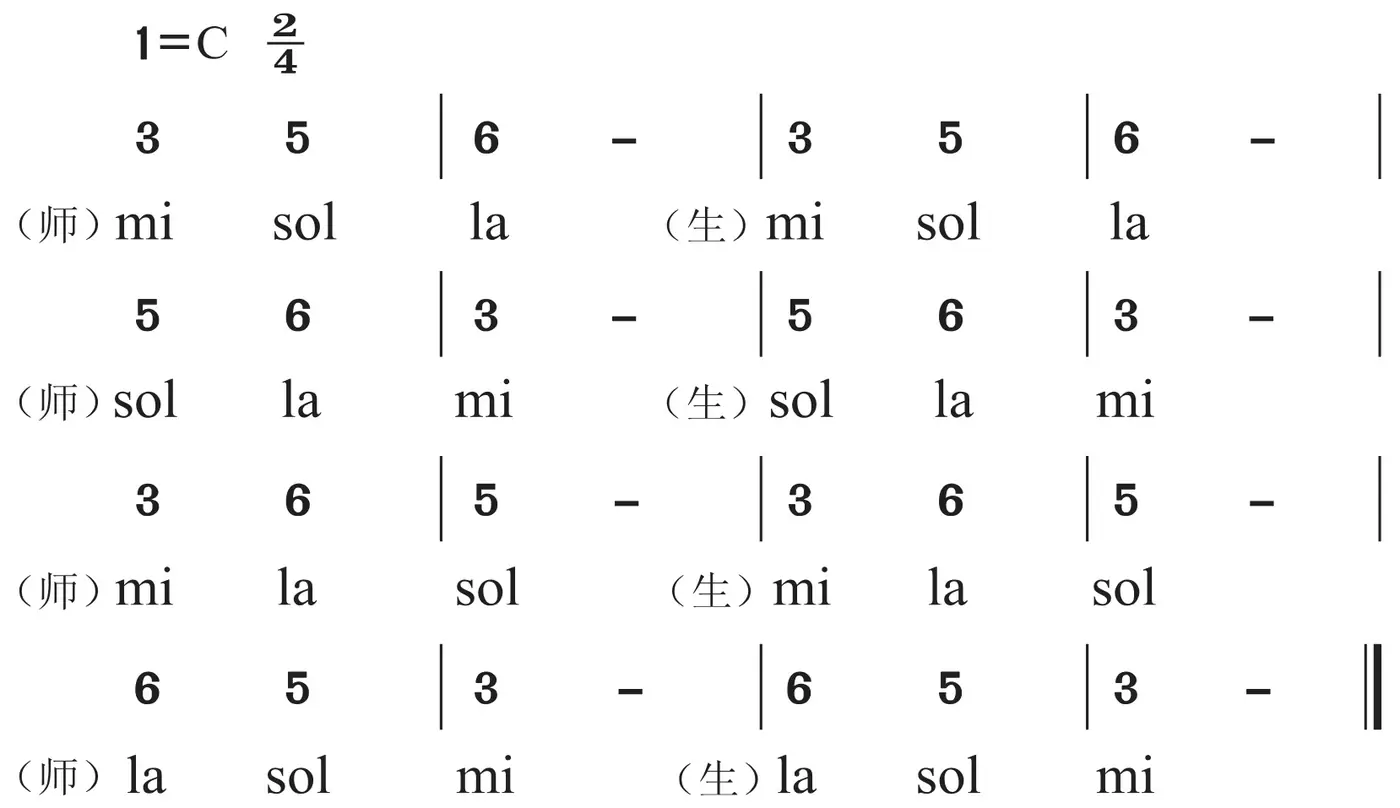 1=C 2/4
3 5 | 6 – | 3 5 | 6 – |
（师）mi sol la （生）mi sol la
5 6 | 3 – | 5 6 | 3 – |
（师）sol la mi （生）sol la mi
3 6 | 5 – | 3 6 | 5 – |
（师）mi la sol （生）mi la sol
6 5 | 3 – | 6 5 | 3 – ‖
（师）la sol mi （生）la sol mi